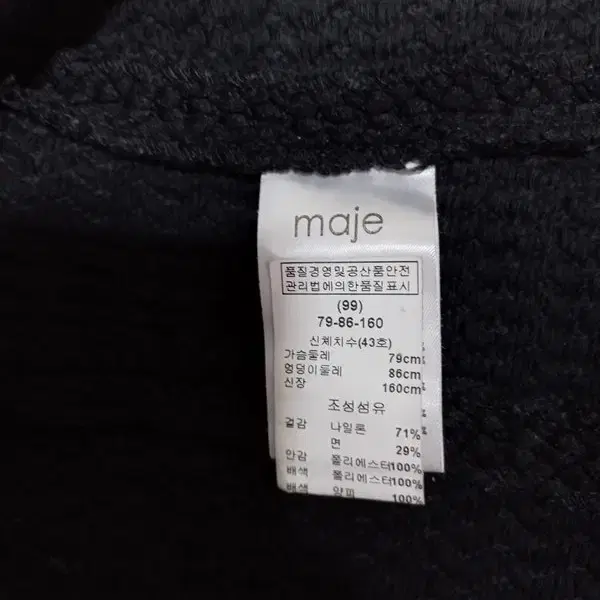 maje
품질경영및공산품안전
관리법에의한품질표시
(99)
79-86-160
신체치수(43호)
가슴둘레 79cm
엉덩이둘레 86cm
신장 160cm
조성섬유
겉감 나일론 71%
면 29%
안감 폴리에스터100%
배색 폴리에스터100%
배색 양피 100%